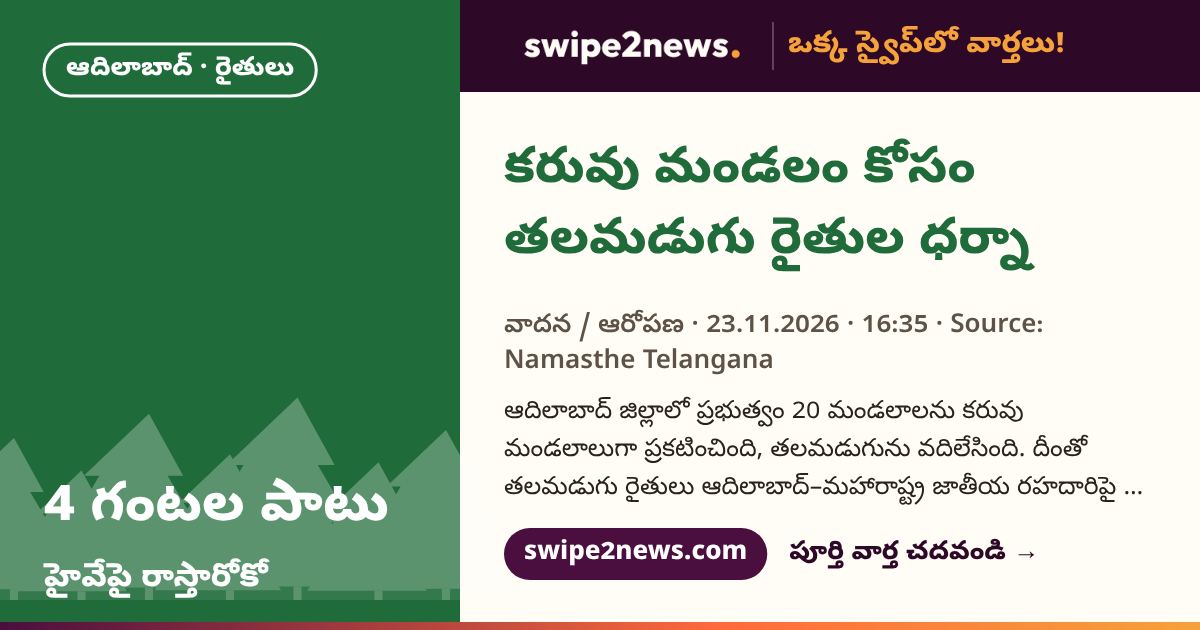 ఆదిలాబాద్ · రైతులు
4 గంటల పాటు
హైవేపై రాస్తారోకో
swipe2news.
ఒక్క స్వైప్‌లో వార్తలు!
కరువు మండలం కోసం
తలమడుగు రైతుల ధర్నా
వాదన / ఆరోపణ · 23.11.2026 · 16:35 · Source:
Namasthe Telangana
ఆదిలాబాద్ జిల్లాలో ప్రభుత్వం 20 మండలాలను కరువు
మండలాలుగా ప్రకటించింది, తలమడుగును వదిలేసింది. దీంతో
తలమడుగు రైతులు ఆదిలాబాద్–మహారాష్ట్ర జాతీయ రహదారిపై ...
swipe2news.com
పూర్తి వార్త చదవండి →